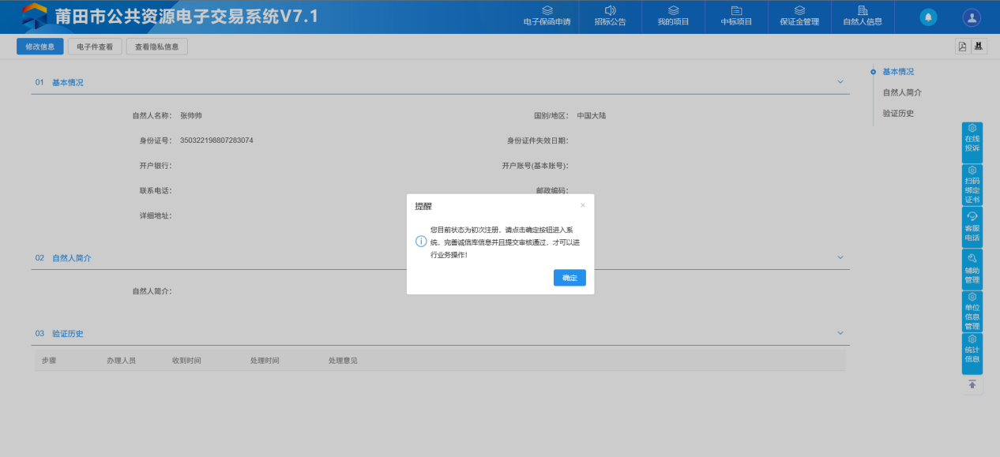 莆田市公共资源电子交易系统V7.1
电子保函申请
招标公告
我的项目
中标项目
保证金管理
自然人信息
修改信息
电子件查看
查看隐私信息
01 基本情况
自然人名称： 张帅帅
国别/地区： 中国大陆
身份证号： 350322198807283074
身份证件失效日期：
开户银行：
开户账号(基本账号)：
联系电话：
邮政编码：
详细地址：
02 自然人简介
自然人简介：
03 验证历史
步骤 办理人员 收到时间 处理时间 处理意见
提醒
您目前状态为初次注册，请点击确定按钮进入系
统，完善诚信库信息并且提交审核通过，才可以进
行业务操作！
确定
基本情况
自然人简介
验证历史
在线
投诉
扫码
绑定
证书
客服
电话
辅助
管理
单位
信息
管理
统计
信息